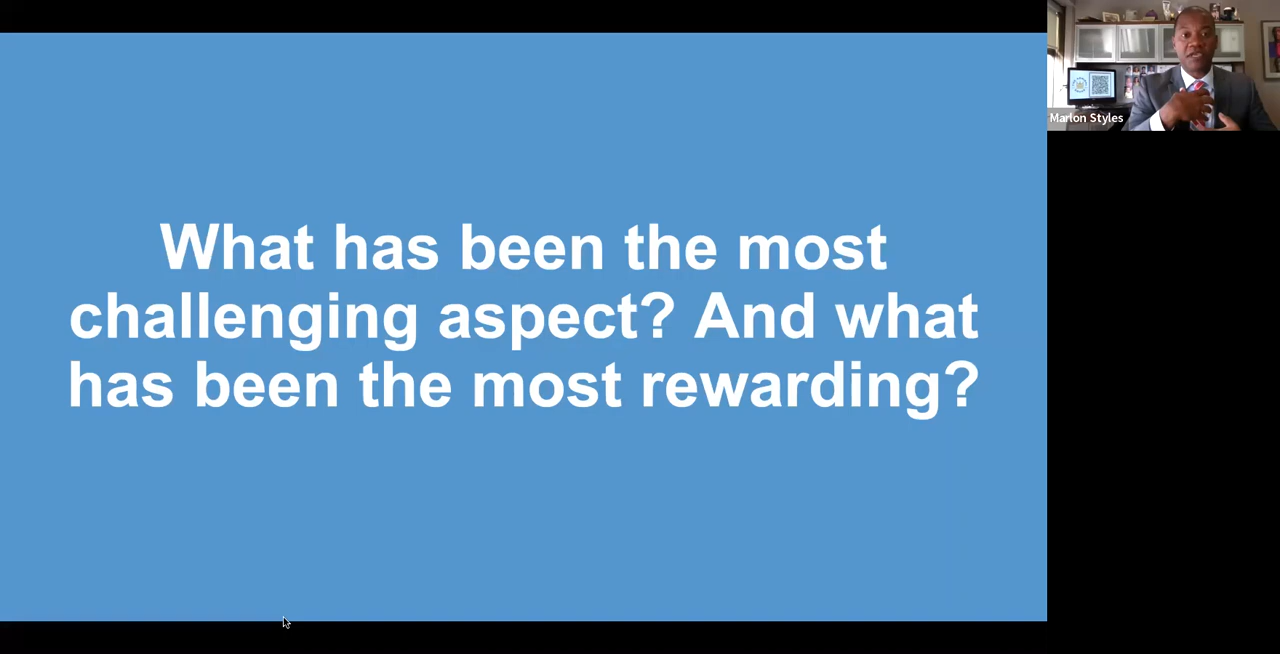 What has been the most
challenging aspect? And what
has been the most rewarding?
Marlon Styles